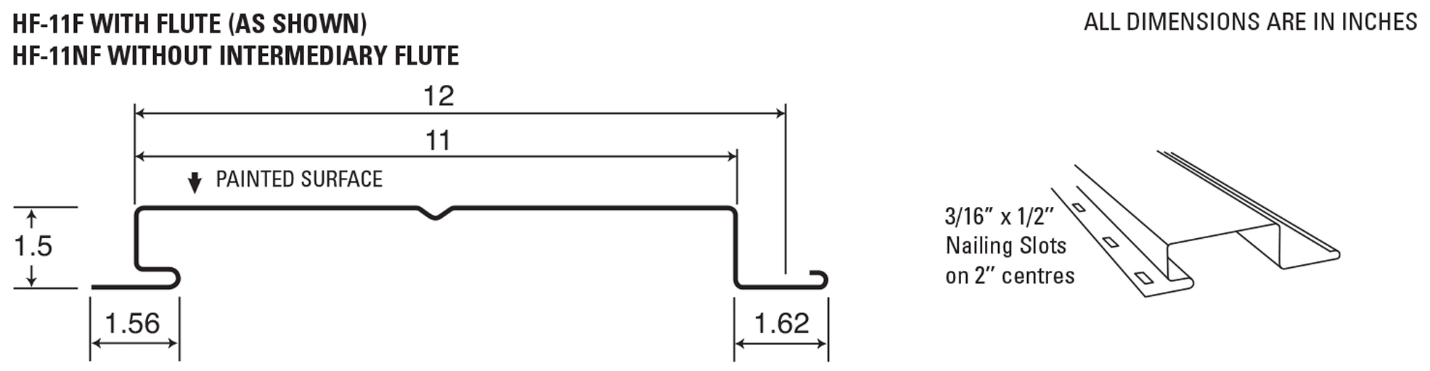 HF-11F WITH FLUTE (AS SHOWN)
HF-11NF WITHOUT INTERMEDIARY FLUTE
ALL DIMENSIONS ARE IN INCHES
12
11
PAINTED SURFACE
1.5
1.56
1.62
3/16” x 1/2”
Nailing Slots
on 2” centres